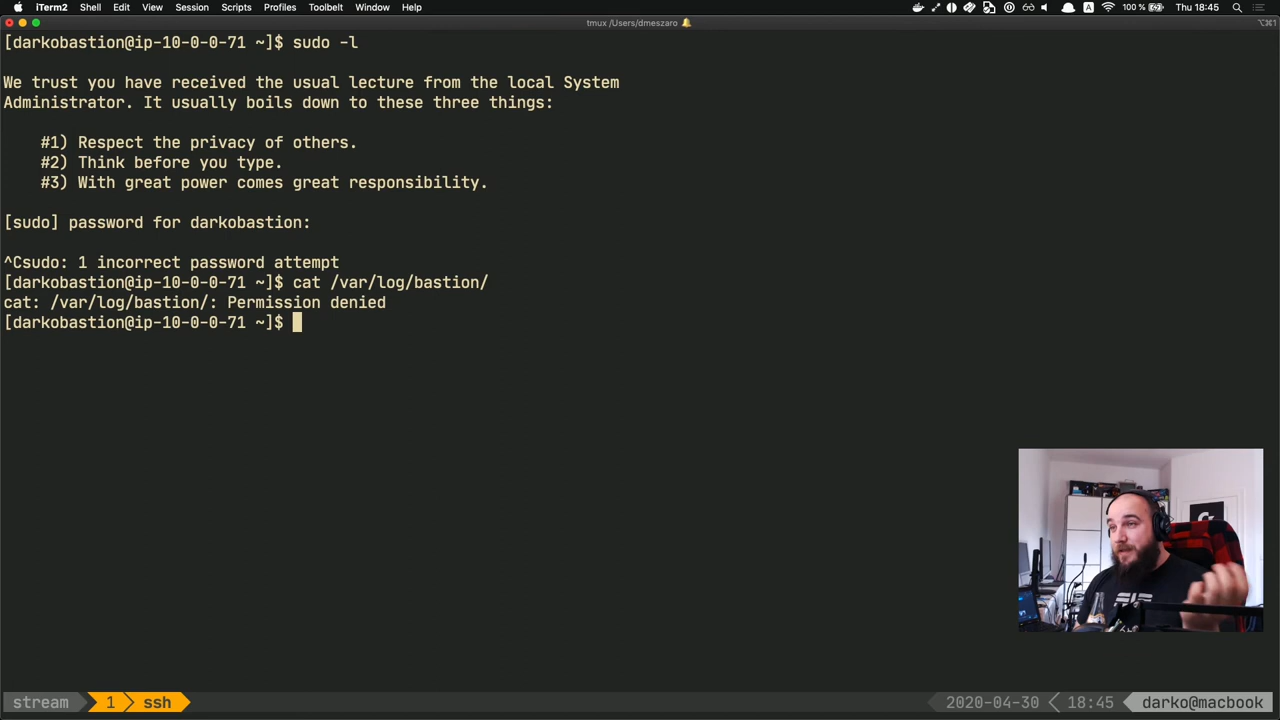 iTerm2 Shell Edit View Session Scripts Profiles Toolbelt Window Help 100 % Thu 18:45
tmux /Users/dmeszaro
⌥⌘1
[darkobastion@ip-10-0-0-71 ~]$ sudo -l
We trust you have received the usual lecture from the local System
Administrator. It usually boils down to these three things:
#1) Respect the privacy of others.
#2) Think before you type.
#3) With great power comes great responsibility.
[sudo] password for darkobastion:
^Csudo: 1 incorrect password attempt
[darkobastion@ip-10-0-0-71 ~]$ cat /var/log/bastion/
cat: /var/log/bastion/: Permission denied
[darkobastion@ip-10-0-0-71 ~]$
stream 1 ssh 2020-04-30 18:45 darko@macbook